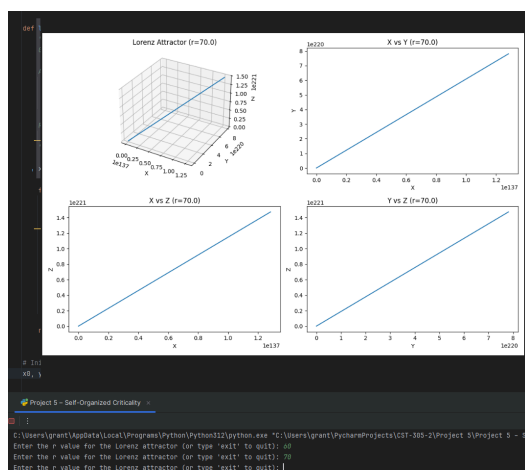 def
Lorenz Attractor (r=70.0)
1e221
1.50
1.25
1.00
0.75
0.50
0.25
0.00
Z
8
6
4
2
0
1e220
Y
0.00
0.25
0.50
0.75
1.00
1.25
1e137
X
X vs Y (r=70.0)
1e220
8
7
6
5
4
3
2
1
0
Y
0.0 0.2 0.4 0.6 0.8 1.0 1.2
X
1e137
X vs Z (r=70.0)
1e221
1.4
1.2
1.0
0.8
0.6
0.4
0.2
0.0
Z
0.0 0.2 0.4 0.6 0.8 1.0 1.2
X
1e137
Y vs Z (r=70.0)
1e221
1.4
1.2
1.0
0.8
0.6
0.4
0.2
0.0
Z
0 1 2 3 4 5 6 7 8
Y
1e220
# Ini
x0, y
Project 5 – Self-Organized Criticality
C:\Users\grant\AppData\Local\Programs\Python\Python312\python.exe "C:\Users\grant\PycharmProjects\CST-305-2\Project 5\Project 5 –
Enter the r value for the Lorenz attractor (or type 'exit' to quit): 60
Enter the r value for the Lorenz attractor (or type 'exit' to quit): 70
Enter the r value for the Lorenz attractor (or type 'exit' to quit):